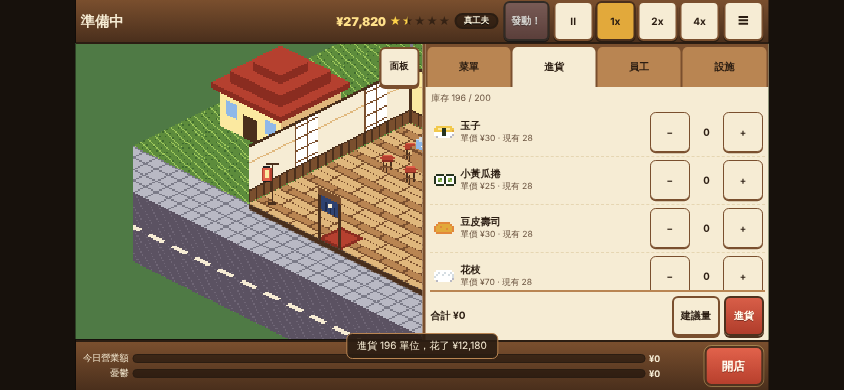 準備中
¥27,820 真工夫 發動！ II 1x 2x 4x
面板
菜單 進貨 員工 設施
庫存 196 / 200
玉子
單價 ¥30 · 現有 28
− 0 +
小黃瓜捲
單價 ¥25 · 現有 28
− 0 +
豆皮壽司
單價 ¥30 · 現有 28
− 0 +
花枝
單價 ¥70 · 現有 28
− 0 +
合計 ¥0 建議量 進貨
進貨 196 單位，花了 ¥12,180
今日營業額 ¥0
憂鬱 ¥0
開店